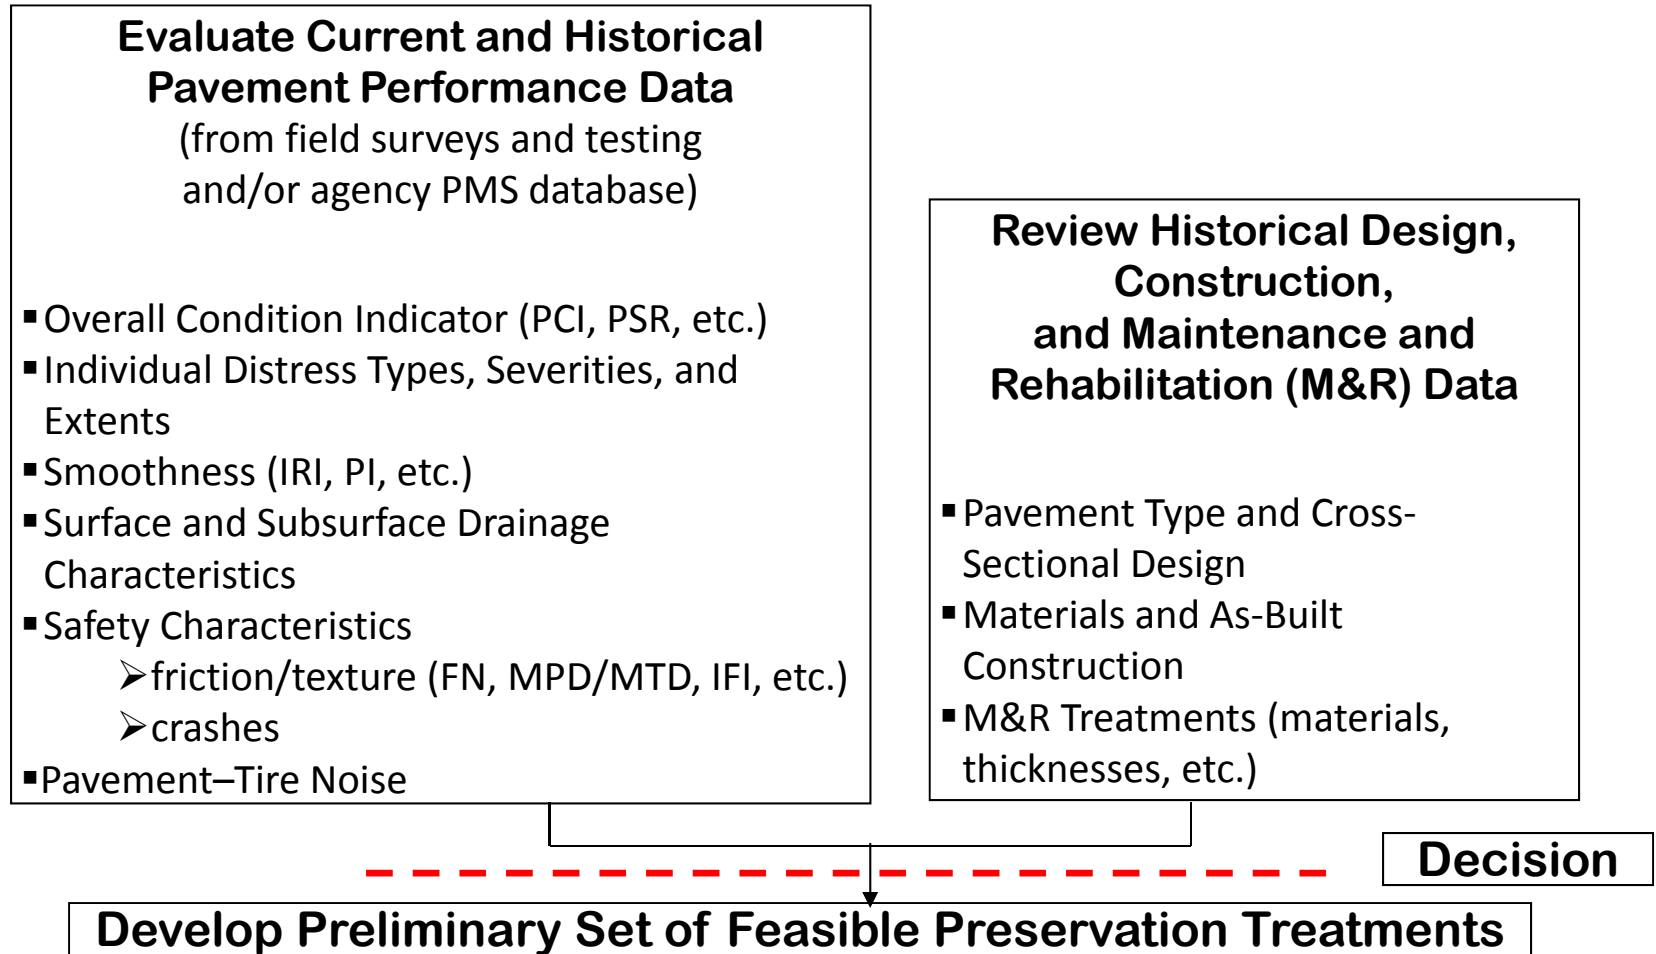 Evaluate Current and Historical
Pavement Performance Data
(from field surveys and testing
and/or agency PMS database)
▪Overall Condition Indicator (PCI, PSR, etc.)
▪Individual Distress Types, Severities, and
Extents
▪Smoothness (IRI, PI, etc.)
▪Surface and Subsurface Drainage
Characteristics
▪Safety Characteristics
➢friction/texture (FN, MPD/MTD, IFI, etc.)
➢crashes
▪Pavement–Tire Noise
Review Historical Design,
Construction,
and Maintenance and
Rehabilitation (M&R) Data
▪Pavement Type and Cross-
Sectional Design
▪Materials and As-Built
Construction
▪M&R Treatments (materials,
thicknesses, etc.)
Decision
Develop Preliminary Set of Feasible Preservation Treatments